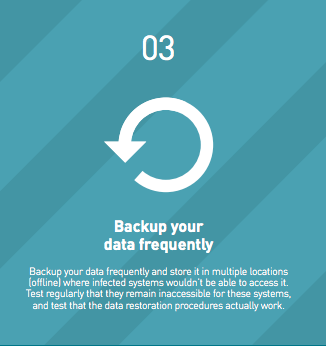 03
Backup your
data frequently
Backup your data frequently and store it in multiple locations
(offline) where infected systems wouldn't be able to access it.
Test regularly that they remain inaccessible for these systems,
and test that the data restoration procedures actually work.